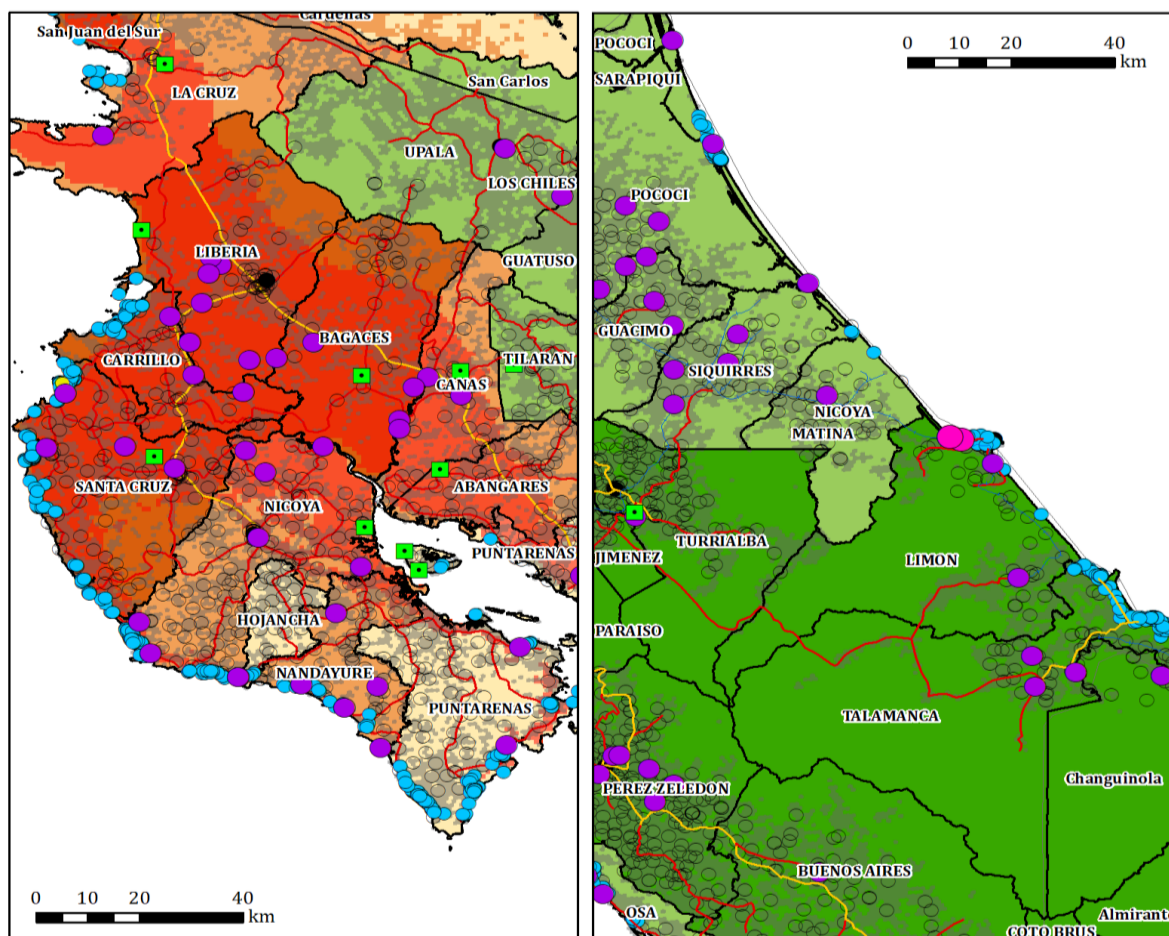 Cardenas
San Juan del Sur
San Carlos
LA CRUZ
UPALA
LOS CHILES
LIBERIA
GUATUSO
BAGACES
CARRILLO
TILARAN
CANAS
SANTA CRUZ
ABANGARES
NICOYA
PUNTARENAS
HOJANCHA
NANDAYURE
PUNTARENAS
0 10 20 40
km
POCOCI
0 10 20 40
km
SARAPIQUI
POCOCI
GUACIMO
SIQUIRRES
NICOYA
MATINA
TURRIALBA
JIMENEZ
LIMON
PARAISO
TALAMANCA
Changuinola
PEREZ ZELEDON
BUENOS AIRES
OSA
Almirante
COTO BRUS